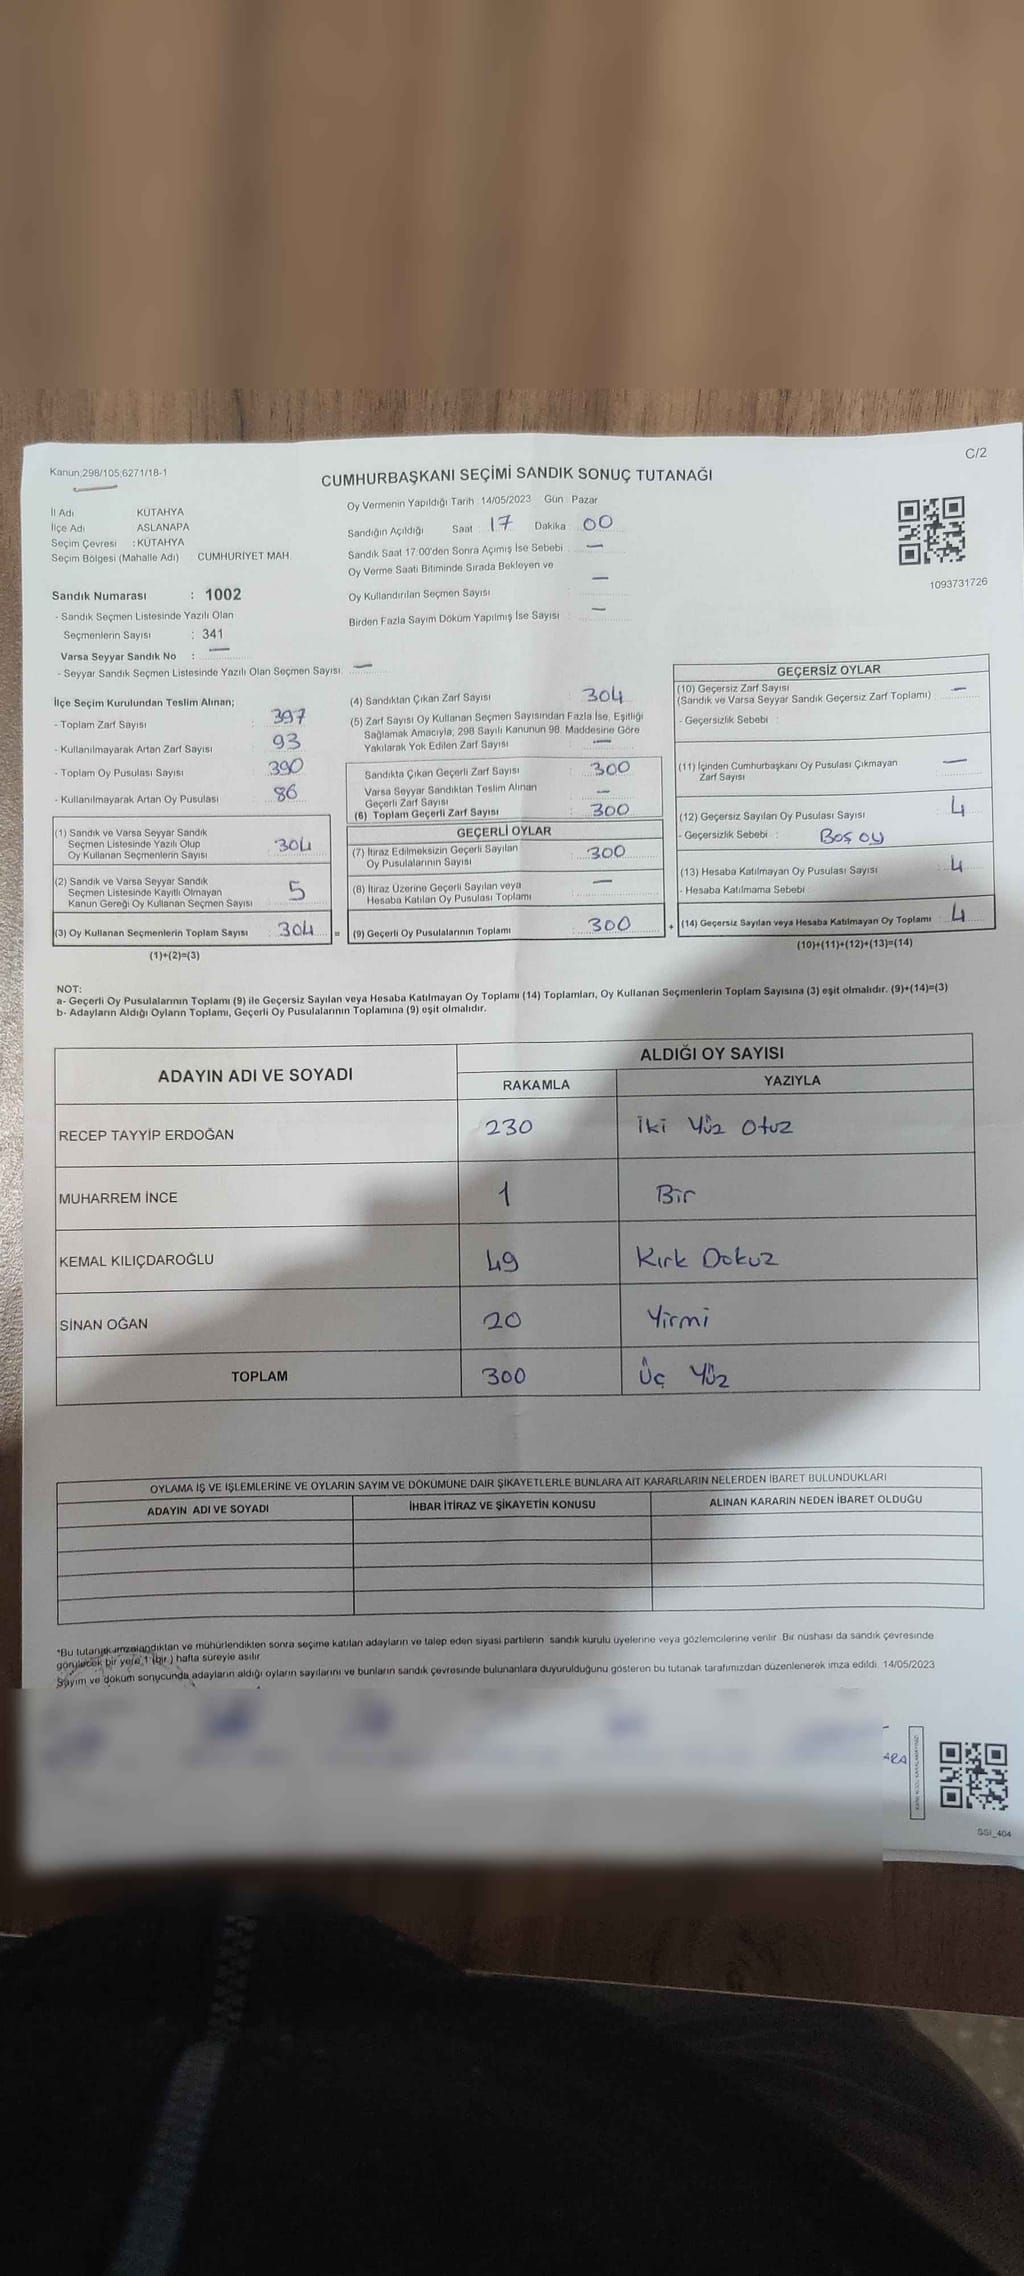 C/2
Kanun:298/105,6271/18-1
CUMHURBAŞKANI SEÇİMİ SANDIK SONUÇ TUTANAĞI
İl Adı KÜTAHYA
İlçe Adı ASLANAPA
Seçim Çevresi : KÜTAHYA
Seçim Bölgesi (Mahalle Adı) CUMHURİYET MAH.
Sandık Numarası : 1002
- Sandık Seçmen Listesinde Yazılı Olan
Seçmenlerin Sayısı : 341
Varsa Seyyar Sandık No : —
- Seyyar Sandık Seçmen Listesinde Yazılı Olan Seçmen Sayısı —
Oy Vermenin Yapıldığı Tarih : 14/05/2023 Gün : Pazar
Sandığın Açıldığı Saat 17 Dakika 00
Sandık Saat 17:00'den Sonra Açımış İse Sebebi : —
Oy Verme Saati Bitiminde Sırada Bekleyen ve
Oy Kullandırılan Seçmen Sayısı : —
Birden Fazla Sayım Döküm Yapılmış İse Sayısı : —
1093731726
İlçe Seçim Kurulundan Teslim Alınan;
- Toplam Zarf Sayısı : 397
- Kullanılmayarak Artan Zarf Sayısı : 93
- Toplam Oy Pusulası Sayısı : 390
- Kullanılmayarak Artan Oy Pusulası : 86
(1) Sandık ve Varsa Seyyar Sandık
Seçmen Listesinde Yazılı Olup
Oy Kullanan Seçmenlerin Sayısı : 304
(2) Sandık ve Varsa Seyyar Sandık
Seçmen Listesinde Kayıtlı Olmayan
Kanun Gereği Oy Kullanan Seçmen Sayısı : 5
(3) Oy Kullanan Seçmenlerin Toplam Sayısı : 304 =
(1)+(2)=(3)
(4) Sandıktan Çıkan Zarf Sayısı : 304
(5) Zarf Sayısı Oy Kullanan Seçmen Sayısından Fazla İse, Eşitliği
Sağlamak Amacıyla, 298 Sayılı Kanunun 98. Maddesine Göre
Yakılarak Yok Edilen Zarf Sayısı : —
Sandıkta Çıkan Geçerli Zarf Sayısı : 300
Varsa Seyyar Sandıktan Teslim Alınan
Geçerli Zarf Sayısı : —
(6) Toplam Geçerli Zarf Sayısı : 300
GEÇERLİ OYLAR
(7) İtiraz Edilmeksizin Geçerli Sayılan
Oy Pusulalarının Sayısı : 300
(8) İtiraz Üzerine Geçerli Sayılan veya
Hesaba Katılan Oy Pusulası Toplamı : —
(9) Geçerli Oy Pusulalarının Toplamı : 300 +
GEÇERSİZ OYLAR
(10) Geçersiz Zarf Sayısı
(Sandık ve Varsa Seyyar Sandık Geçersiz Zarf Toplamı) : —
- Geçersizlik Sebebi :
(11) İçinden Cumhurbaşkanı Oy Pusulası Çıkmayan
Zarf Sayısı —
(12) Geçersiz Sayılan Oy Pusulası Sayısı 4
- Geçersizlik Sebebi : Boş oy
(13) Hesaba Katılmayan Oy Pusulası Sayısı : 4
- Hesaba Katılmama Sebebi
(14) Geçersiz Sayılan veya Hesaba Katılmayan Oy Toplamı : 4
(10)+(11)+(12)+(13)=(14)
NOT:
a- Geçerli Oy Pusulalarının Toplamı (9) ile Geçersiz Sayılan veya Hesaba Katılmayan Oy Toplamı (14) Toplamları, Oy Kullanan Seçmenlerin Toplam Sayısına (3) eşit olmalıdır. (9)+(14)=(3)
b- Adayların Aldığı Oyların Toplamı, Geçerli Oy Pusulalarının Toplamına (9) eşit olmalıdır.
ADAYIN ADI VE SOYADI ALDIĞI OY SAYISI
RAKAMLA YAZIYLA
RECEP TAYYİP ERDOĞAN 230 İki Yüz Otuz
MUHARREM İNCE 1 Bir
KEMAL KILIÇDAROĞLU 49 Kırk Dokuz
SİNAN OĞAN 20 Yirmi
TOPLAM 300 Üç Yüz
OYLAMA İŞ VE İŞLEMLERİNE VE OYLARIN SAYIM VE DÖKÜMÜNE DAİR ŞİKAYETLERLE BUNLARA AİT KARARLARIN NELERDEN İBARET BULUNDUKLARI
ADAYIN ADI VE SOYADI İHBAR İTİRAZ VE ŞİKAYETİN KONUSU ALINAN KARARIN NEDEN İBARET OLDUĞU
*Bu tutanak imzalandıktan ve mühürlendikten sonra seçime katılan adayların ve talep eden siyasi partilerin sandık kurulu üyelerine veya gözlemcilerine verilir. Bir nüshası da sandık çevresinde
görülecek bir yere 1 (bir) hafta süreyle asılır.
Sayım ve döküm sonucunda adayların aldığı oyların sayılarını ve bunların sandık çevresinde bulunanlara duyurulduğunu gösteren bu tutanak tarafımızdan düzenlenerek imza edildi. 14/05/2023
SSİ_404